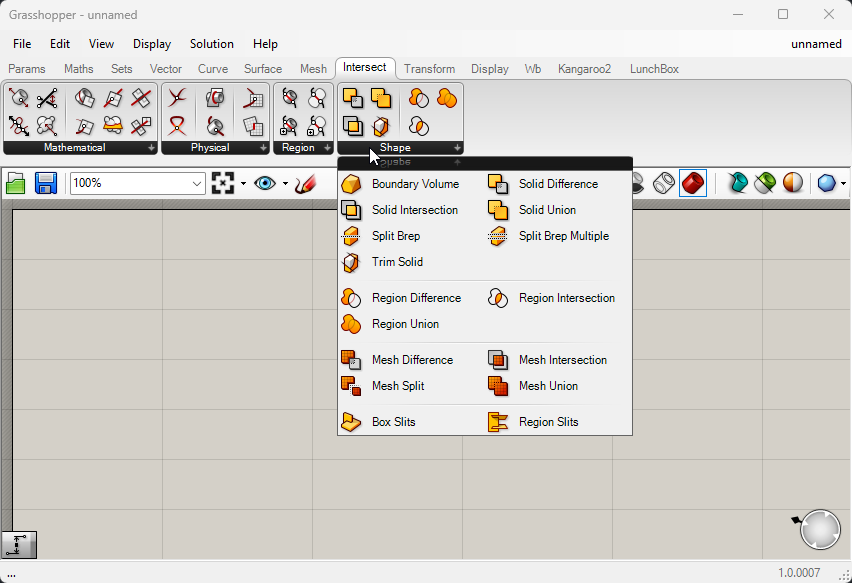 Grasshopper - unnamed
File Edit View Display Solution Help unnamed
Params Maths Sets Vector Curve Surface Mesh Intersect Transform Display Wb Kangaroo2 LunchBox
Mathematical Physical Region Shape
100%
Boundary Volume Solid Difference
Solid Intersection Solid Union
Split Brep Split Brep Multiple
Trim Solid
Region Difference Region Intersection
Region Union
Mesh Difference Mesh Intersection
Mesh Split Mesh Union
Box Slits Region Slits
... 1.0.0007